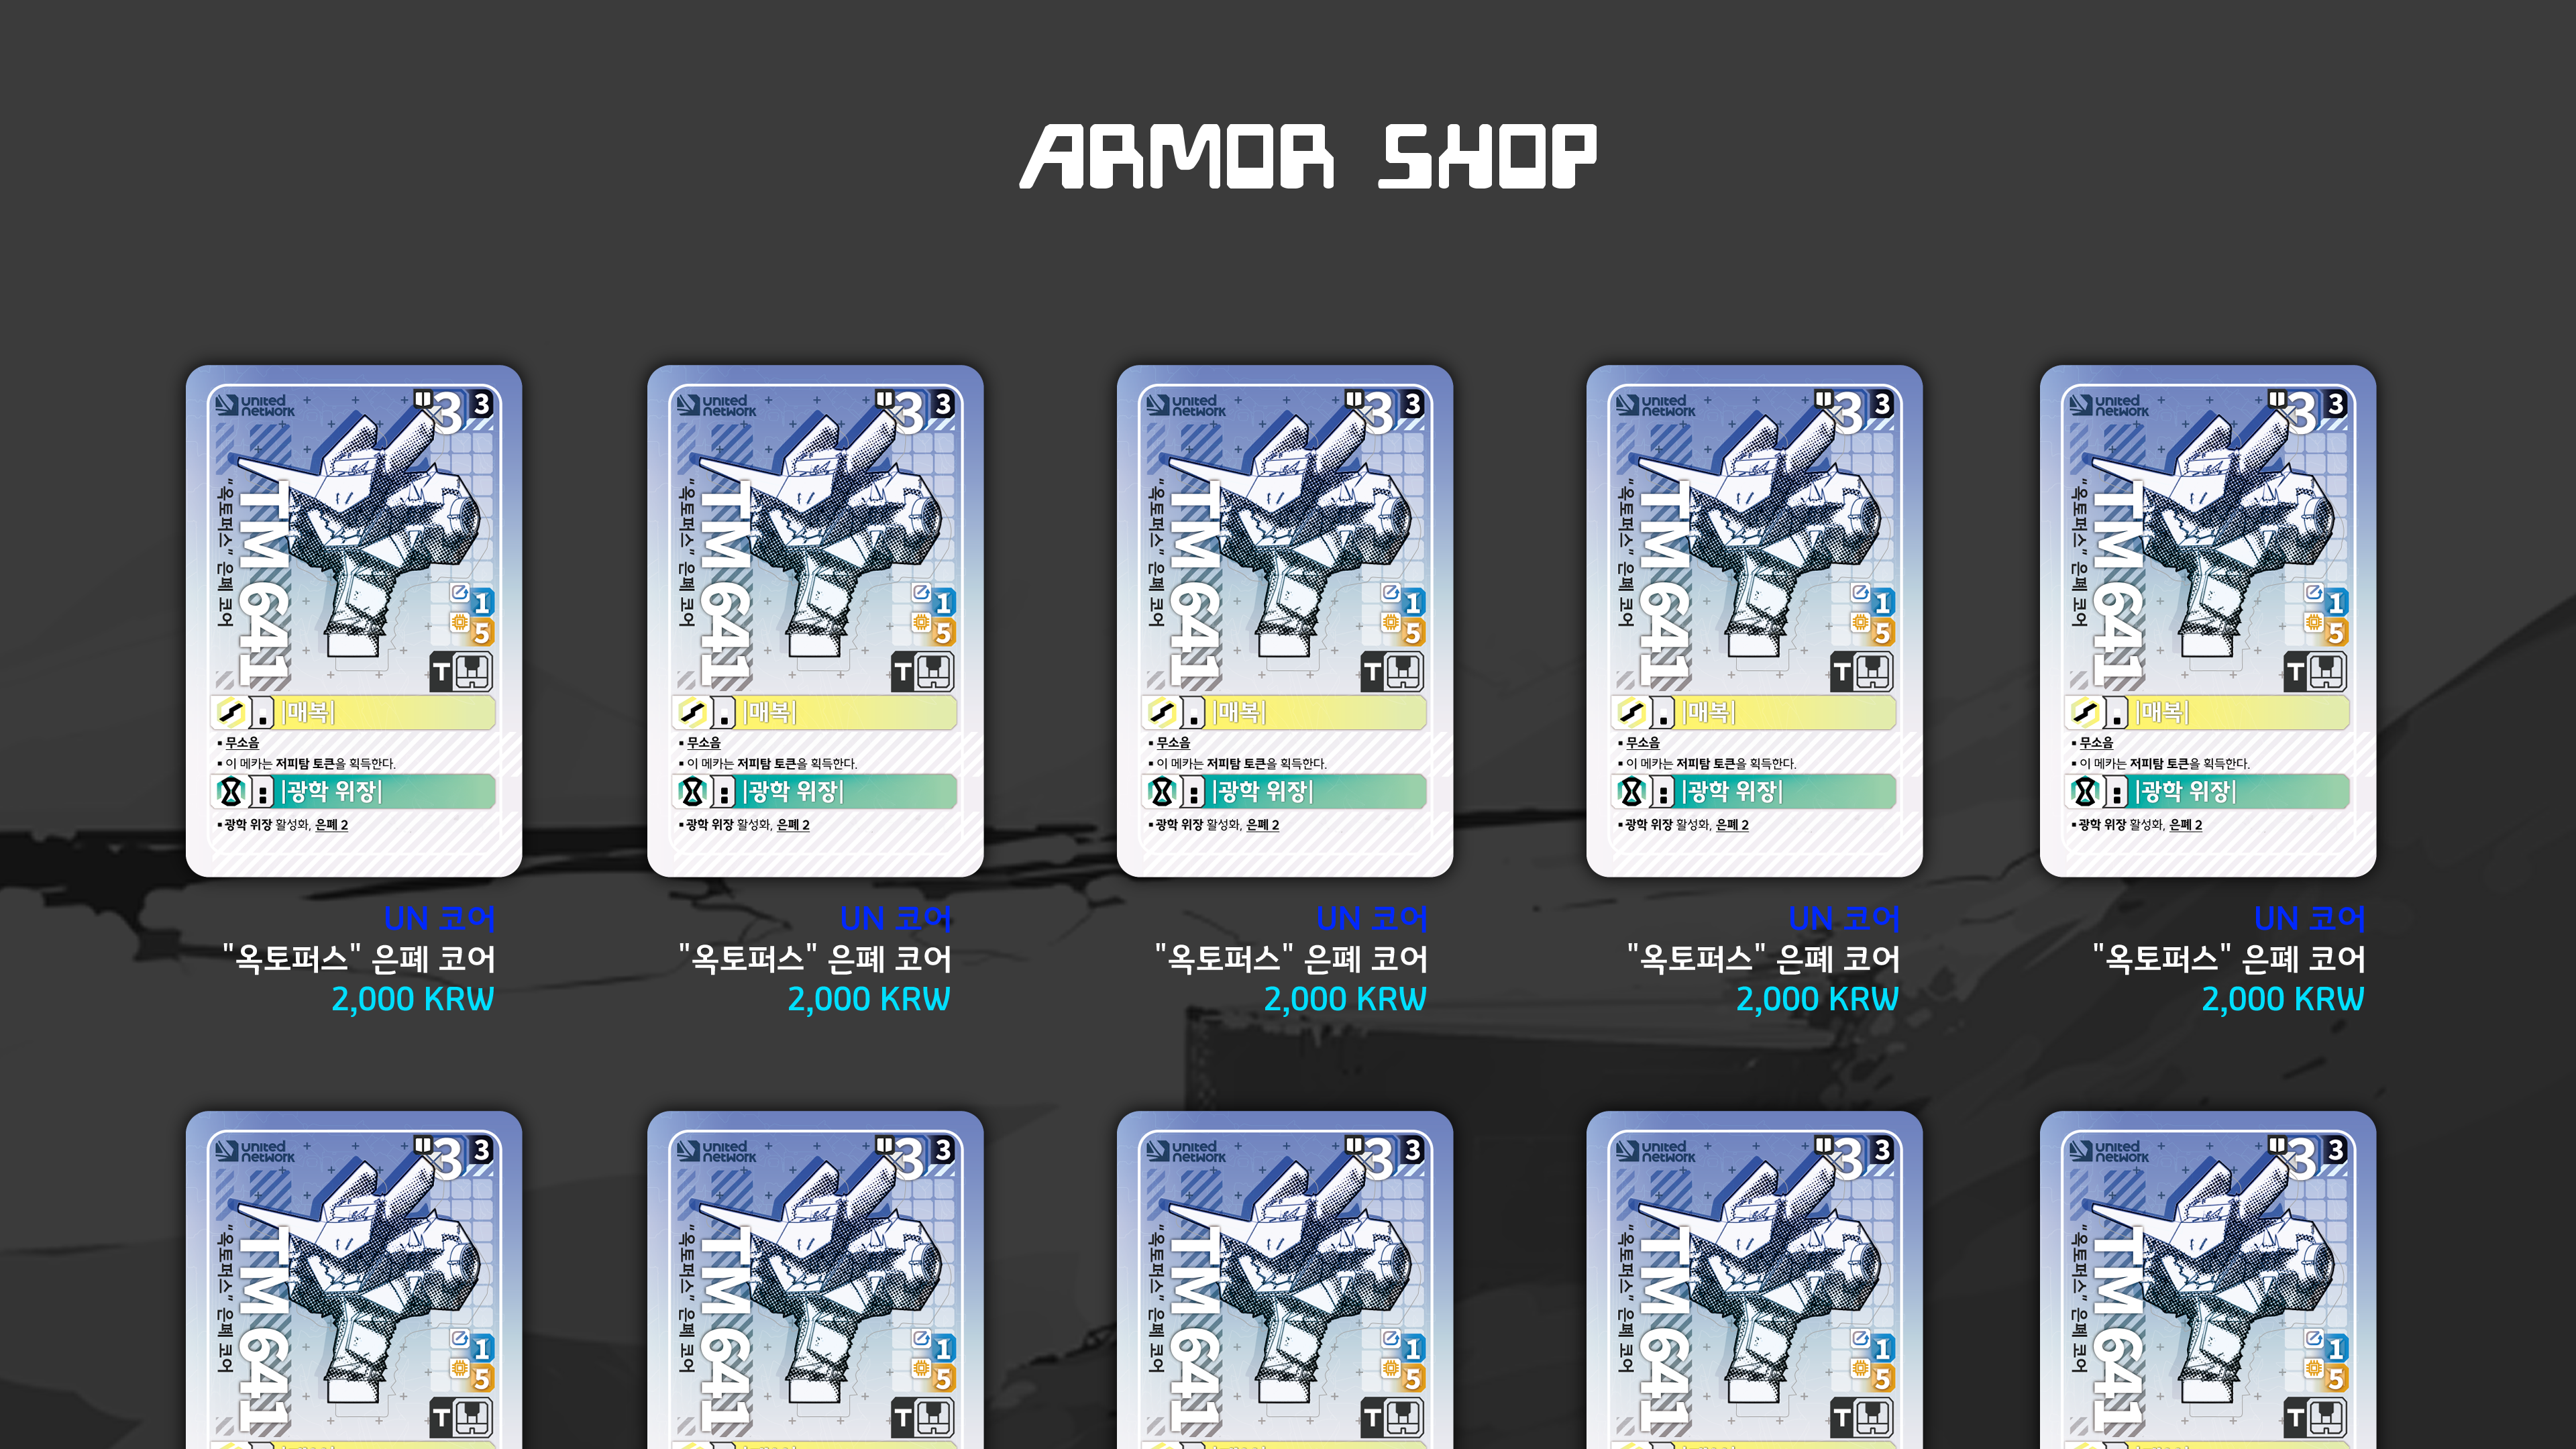 ARMOR SHOP
united network 3 3
TM 641
"옥토퍼스" 은폐 코어
1
5
T
|매복|
▪ 무소음
▪ 이 메카는 저피탐 토큰을 획득한다.
|광학 위장|
▪ 광학 위장 활성화, 은폐 2
united network 3 3
TM 641
"옥토퍼스" 은폐 코어
1
5
T
|매복|
▪ 무소음
▪ 이 메카는 저피탐 토큰을 획득한다.
|광학 위장|
▪ 광학 위장 활성화, 은폐 2
united network 3 3
TM 641
"옥토퍼스" 은폐 코어
1
5
T
|매복|
▪ 무소음
▪ 이 메카는 저피탐 토큰을 획득한다.
|광학 위장|
▪ 광학 위장 활성화, 은폐 2
united network 3 3
TM 641
"옥토퍼스" 은폐 코어
1
5
T
|매복|
▪ 무소음
▪ 이 메카는 저피탐 토큰을 획득한다.
|광학 위장|
▪ 광학 위장 활성화, 은폐 2
united network 3 3
TM 641
"옥토퍼스" 은폐 코어
1
5
T
|매복|
▪ 무소음
▪ 이 메카는 저피탐 토큰을 획득한다.
|광학 위장|
▪ 광학 위장 활성화, 은폐 2
UN 코어
"옥토퍼스" 은폐 코어
2,000 KRW
UN 코어
"옥토퍼스" 은폐 코어
2,000 KRW
UN 코어
"옥토퍼스" 은폐 코어
2,000 KRW
UN 코어
"옥토퍼스" 은폐 코어
2,000 KRW
UN 코어
"옥토퍼스" 은폐 코어
2,000 KRW
united network 3 3
TM 641
"옥토퍼스" 은폐 코어
1
5
T
united network 3 3
TM 641
"옥토퍼스" 은폐 코어
1
5
T
united network 3 3
TM 641
"옥토퍼스" 은폐 코어
1
5
T
united network 3 3
TM 641
"옥토퍼스" 은폐 코어
1
5
T
united network 3 3
TM 641
"옥토퍼스" 은폐 코어
1
5
T